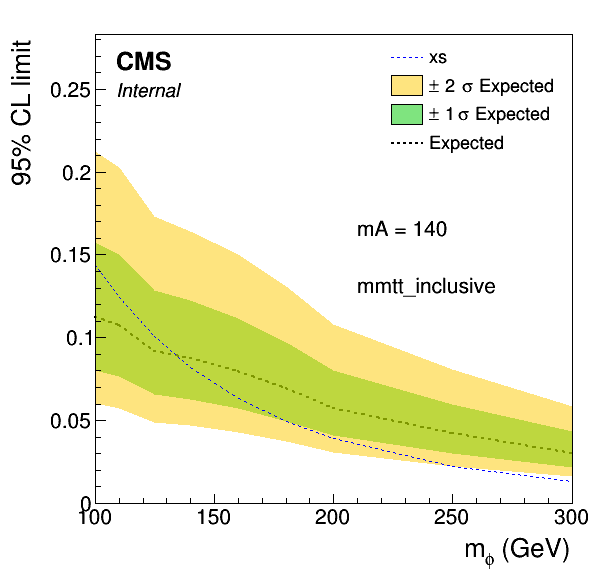 95% CL limit
CMS
Internal
xs
± 2 σ Expected
± 1 σ Expected
Expected
mA = 140
mmtt_inclusive
0.25
0.2
0.15
0.1
0.05
0
100 150 200 250 300
mϕ (GeV)